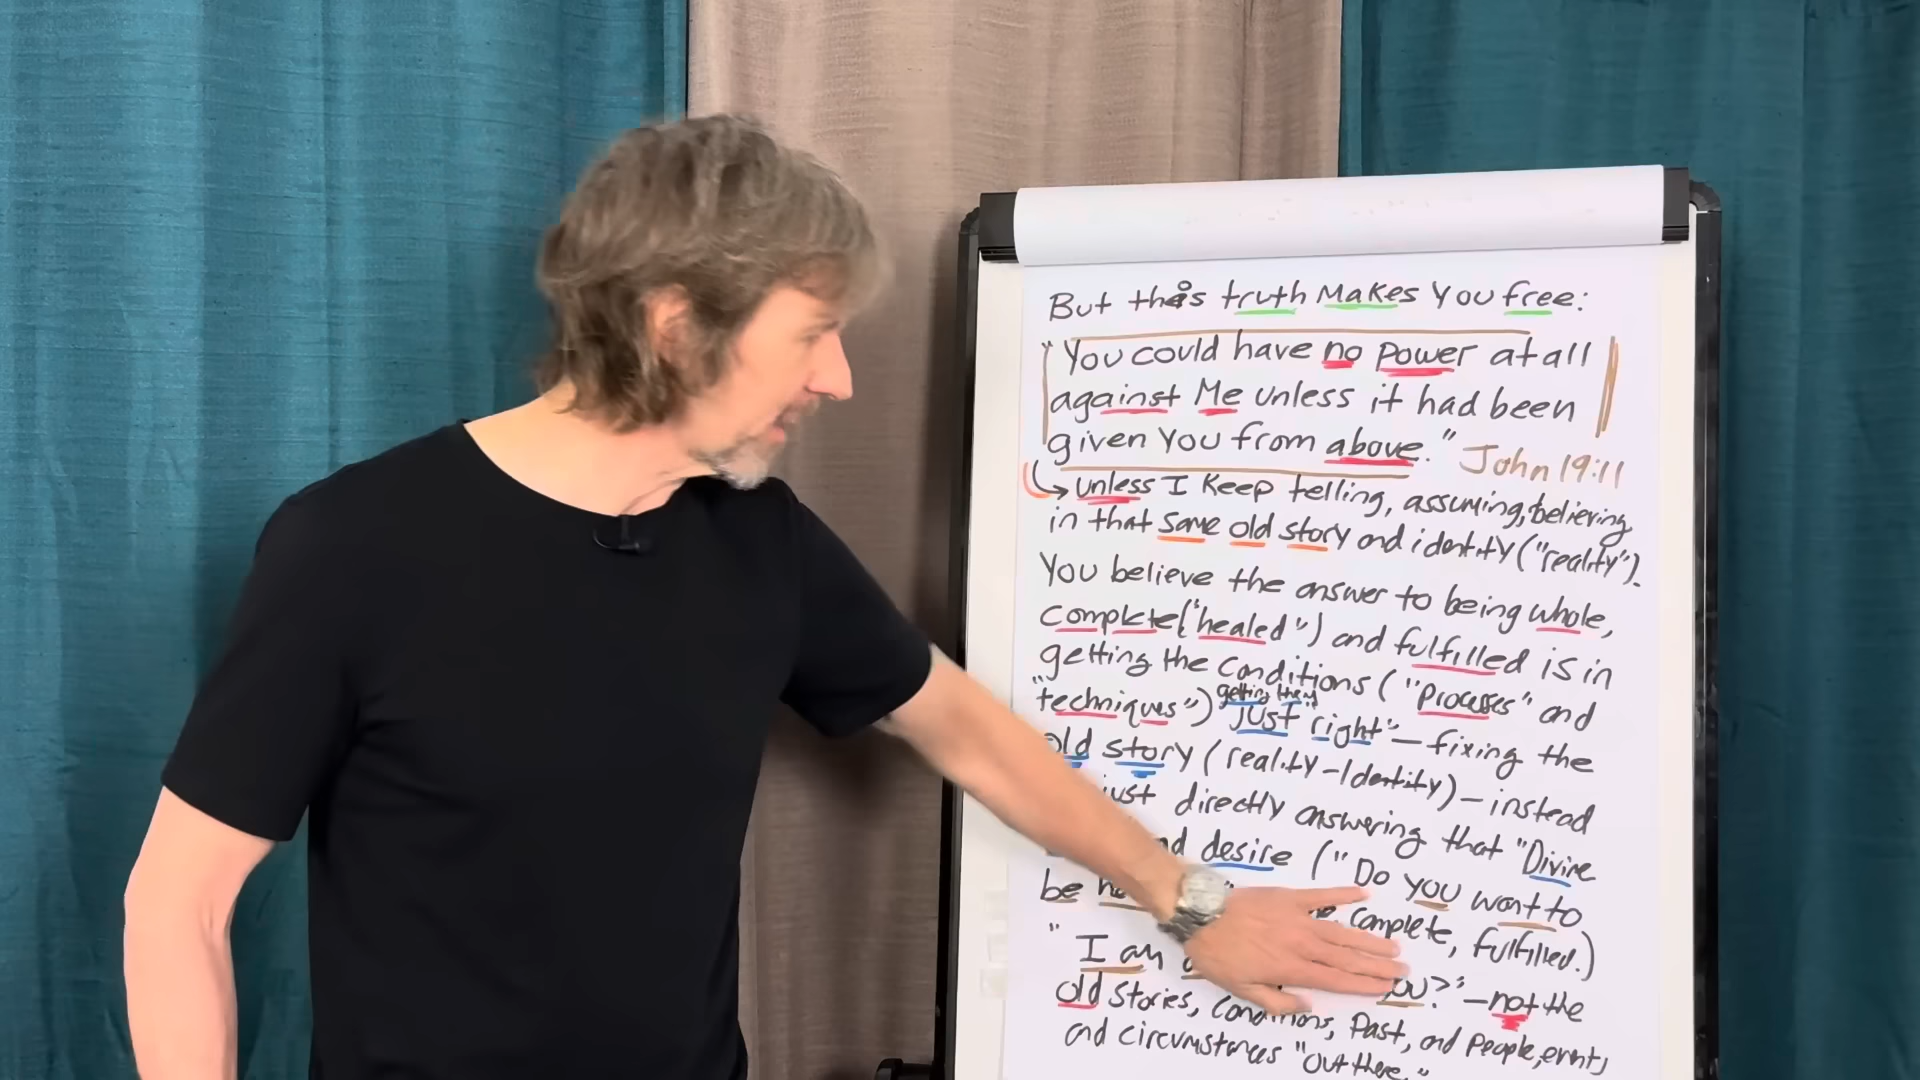 But this truth Makes You free:
"You could have no power at all
against Me unless it had been
given You from above." John 19:11
→ unless I keep telling, assuming, believing
in that same old story and identity ("reality").
You believe the answer to being whole,
complete ("healed") and fulfilled is in
getting the conditions ("processes" and
"techniques") getting them "just right" – fixing the
old story (reality-Identity) – instead
just directly answering that "Divine
desire ("Do you want to
be complete, fulfilled.)
"I am you?" – not the
old stories, conditions, Past, and people, events,
and circumstances "out there."